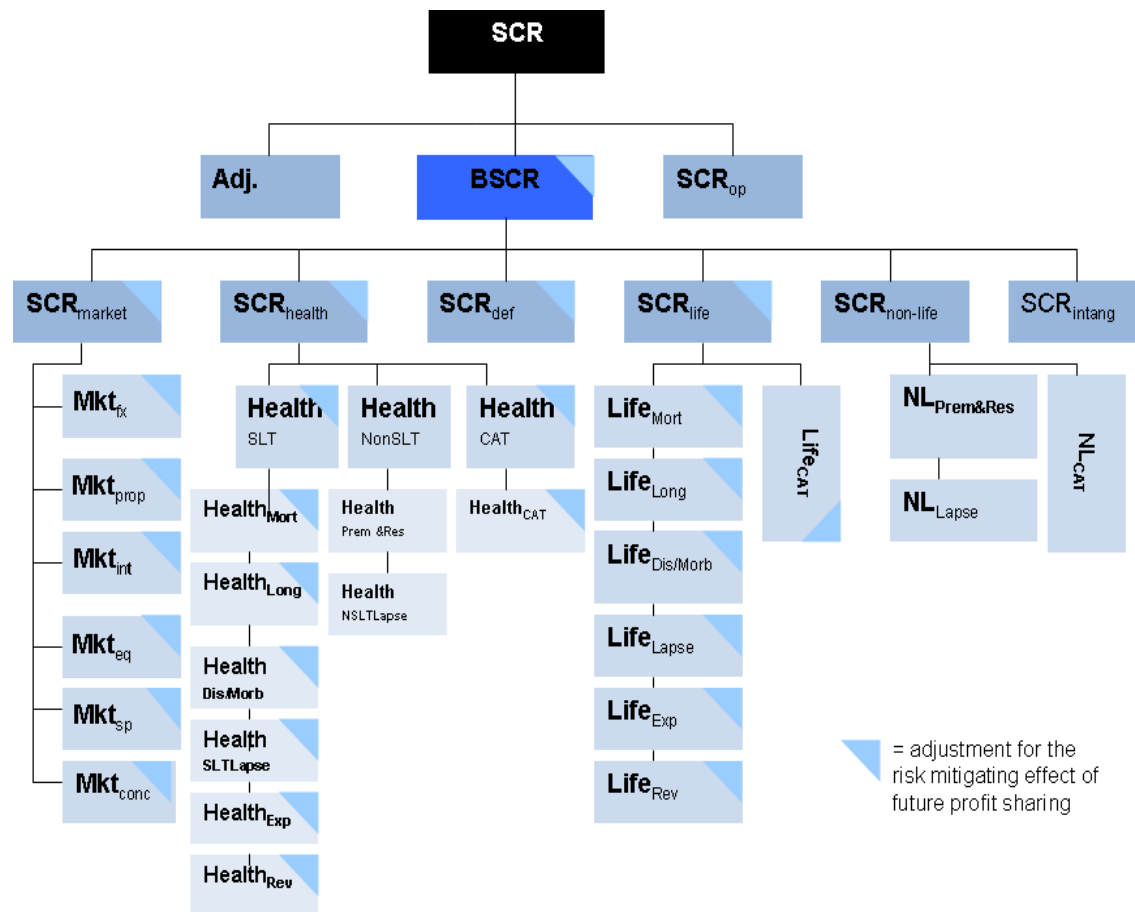 SCR
Adj.
BSCR
SCRop
SCRmarket
SCRhealth
SCRdef
SCRlife
SCRnon-life
SCRintang
Mktfx
Mktprop
Mktint
Mkteq
Mktsp
Mktconc
Health
SLT
Health
NonSLT
Health
CAT
HealthMort
HealthLong
Health
Dis/Morb
Health
SLTLapse
HealthExp
HealthRev
Health
Prem &Res
Health
NSLTLapse
HealthCAT
LifeMort
LifeLong
LifeDis/Morb
LifeLapse
LifeExp
LifeRev
LifeCAT
NLPrem&Res
NLLapse
NLCAT
= adjustment for the
risk mitigating effect of
future profit sharing